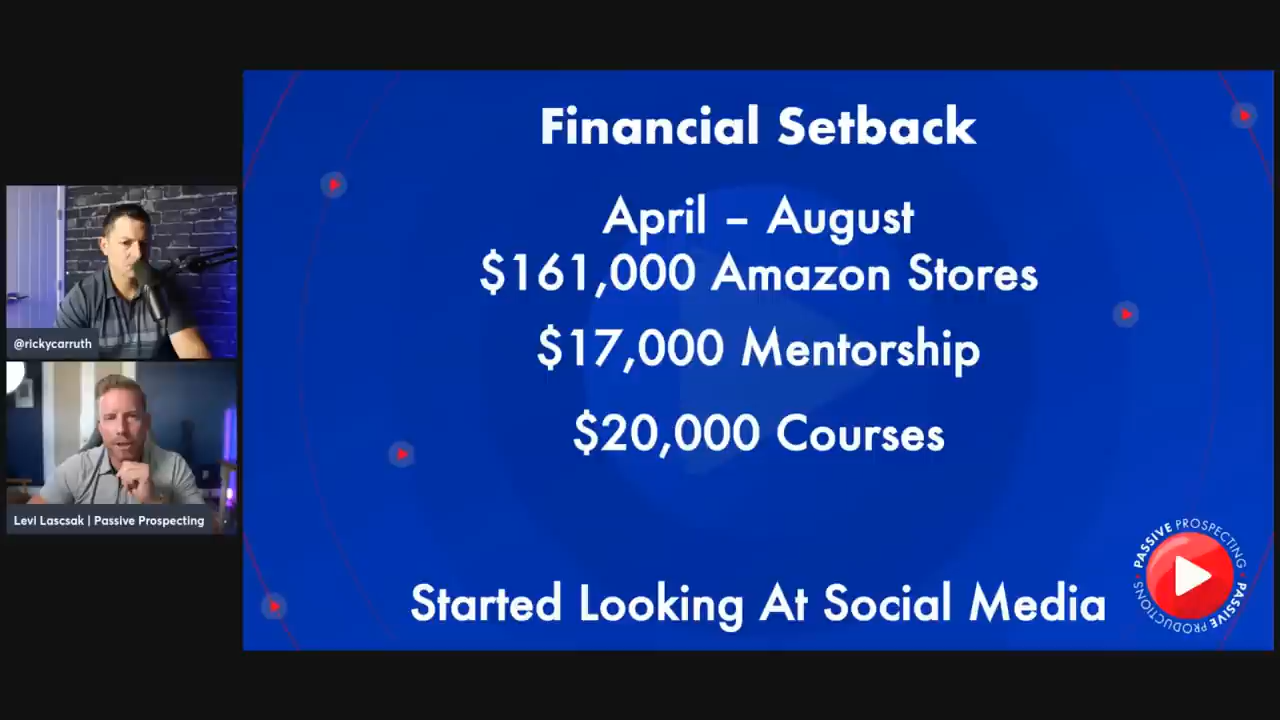 Financial Setback
April – August
$161,000 Amazon Stores
$17,000 Mentorship
$20,000 Courses
Started Looking At Social Media
@rickycarruth
Levi Lascsak | Passive Prospecting
PASSIVE PROSPECTING
PASSIVE PRODUCTIONS